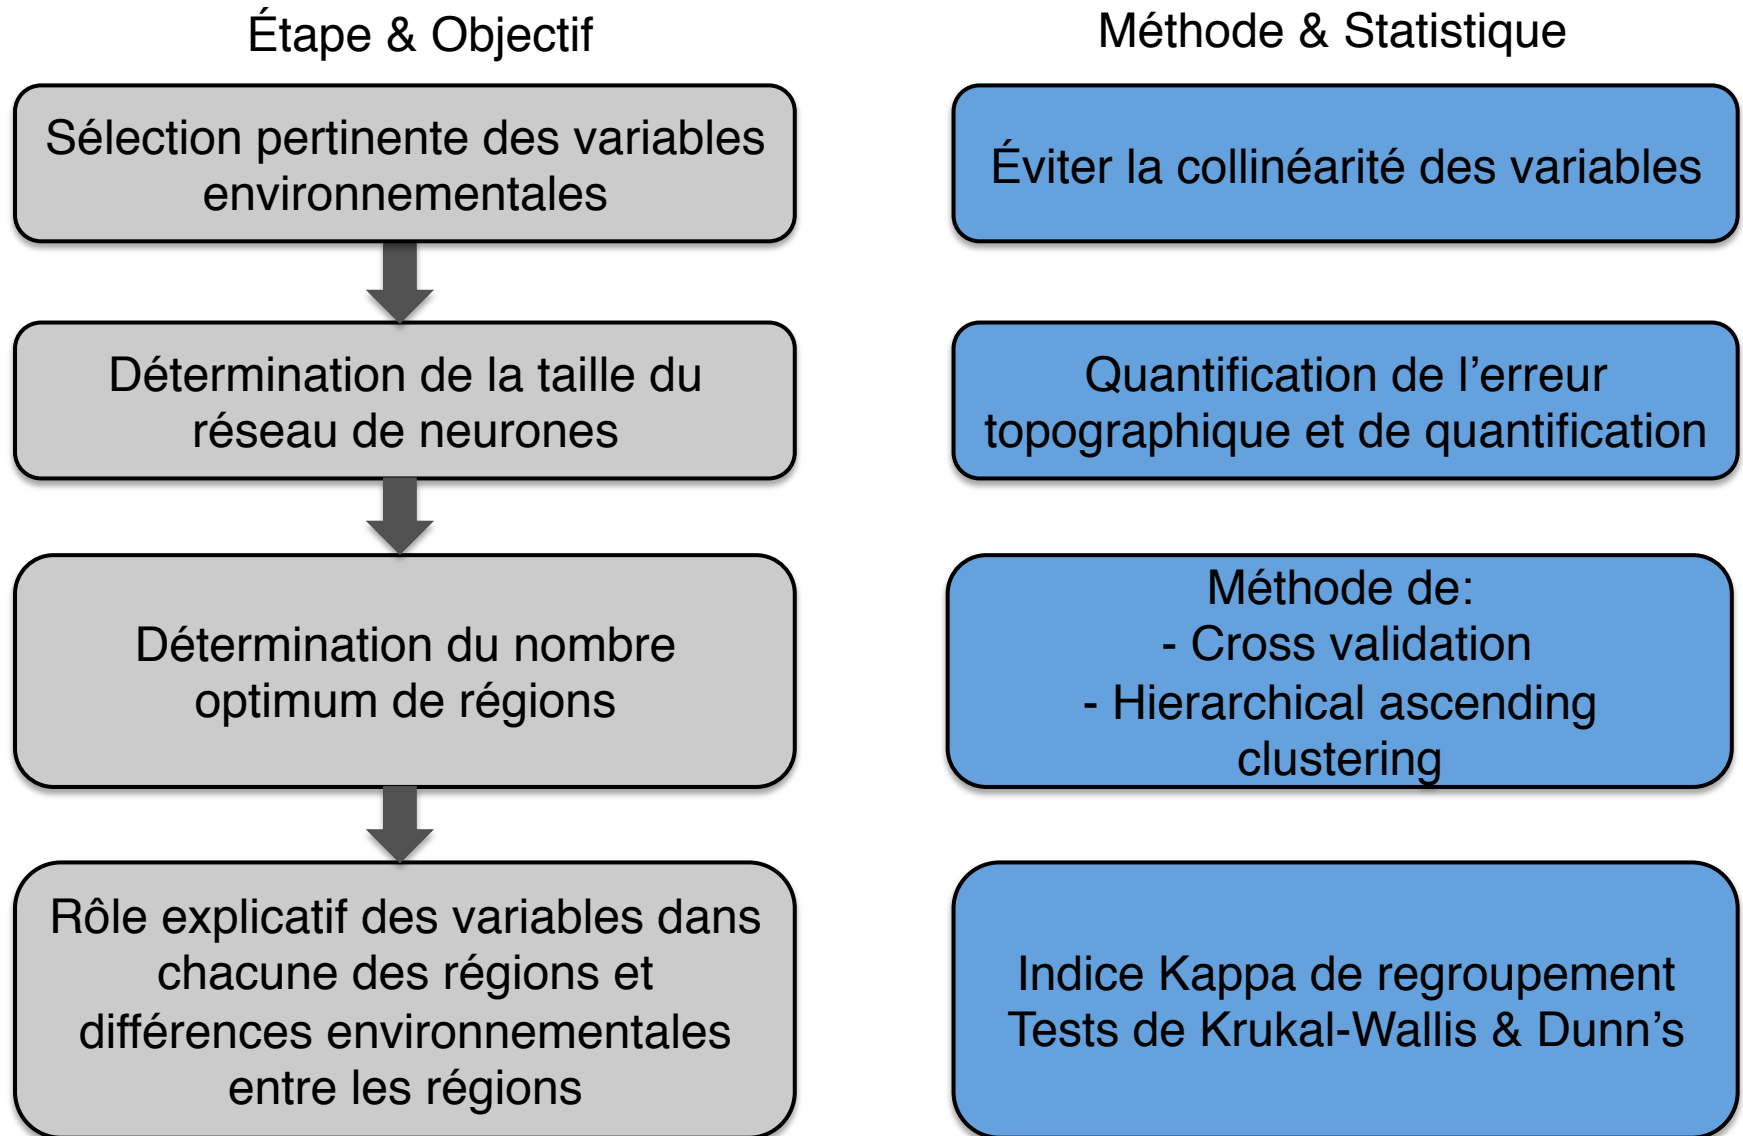 Étape & Objectif
Méthode & Statistique
Sélection pertinente des variables
environnementales
Éviter la collinéarité des variables
Détermination de la taille du
réseau de neurones
Quantification de l’erreur
topographique et de quantification
Détermination du nombre
optimum de régions
Méthode de:
- Cross validation
- Hierarchical ascending
clustering
Rôle explicatif des variables dans
chacune des régions et
différences environnementales
entre les régions
Indice Kappa de regroupement
Tests de Krukal-Wallis & Dunn’s